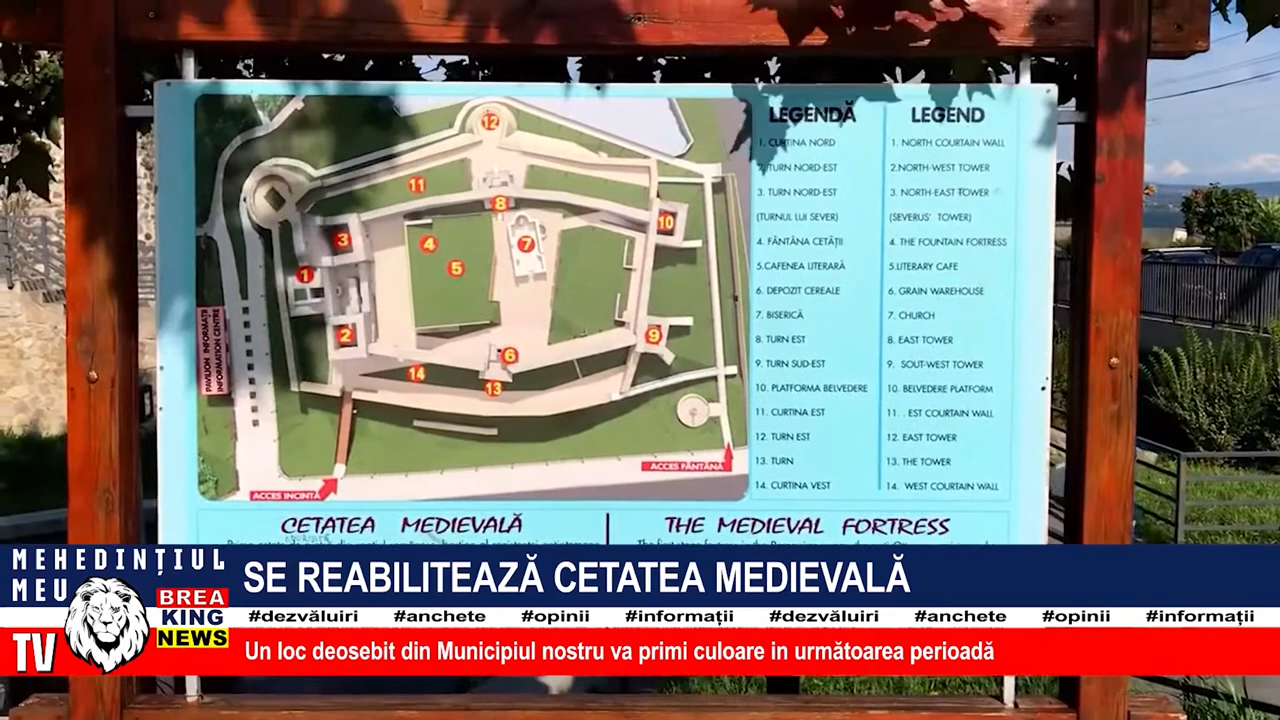 LEGENDĂ
1. CURTINA NORD
2. TURN NORD-EST
3. TURN NORD-EST
(TURNUL LUI SEVER)
4. FÂNTÂNA CETĂȚII
5.CAFENEA LITERARĂ
6. DEPOZIT CEREALE
7. BISERICĂ
8. TURN EST
9. TURN SUD-EST
10. PLATFORMA BELVEDERE
11. CURTINA EST
12. TURN EST
13. TURN
14. CURTINA VEST
LEGEND
1. NORTH COURTAIN WALL
2.NORTH-WEST TOWER
3. NORTH-EAST TOWER
(SEVERUS' TOWER)
4. THE FOUNTAIN FORTRESS
5.LITERARY CAFE
6. GRAIN WAREHOUSE
7. CHURCH
8. EAST TOWER
9. SOUT-WEST TOWER
10. BELVEDERE PLATFORM
11. . EST COURTAIN WALL
12. EAST TOWER
13. THE TOWER
14. WEST COURTAIN WALL
12
11
8
10
3
4
7
5
1
2
9
6
14
13
PAVILION INFORMAȚII
INFORMATION CENTRE
ACCES INCINTĂ
ACCES FÂNTÂNĂ
CETATEA MEDIEVALĂ
THE MEDIEVAL FORTRESS
MEHEDINȚIUL
MEU
TV
BREA
KING
NEWS
SE REABILITEAZĂ CETATEA MEDIEVALĂ
#dezvăluiri #anchete #opinii #informații #dezvăluiri #anchete #opinii #informații
Un loc deosebit din Municipiul nostru va primi culoare in următoarea perioadă